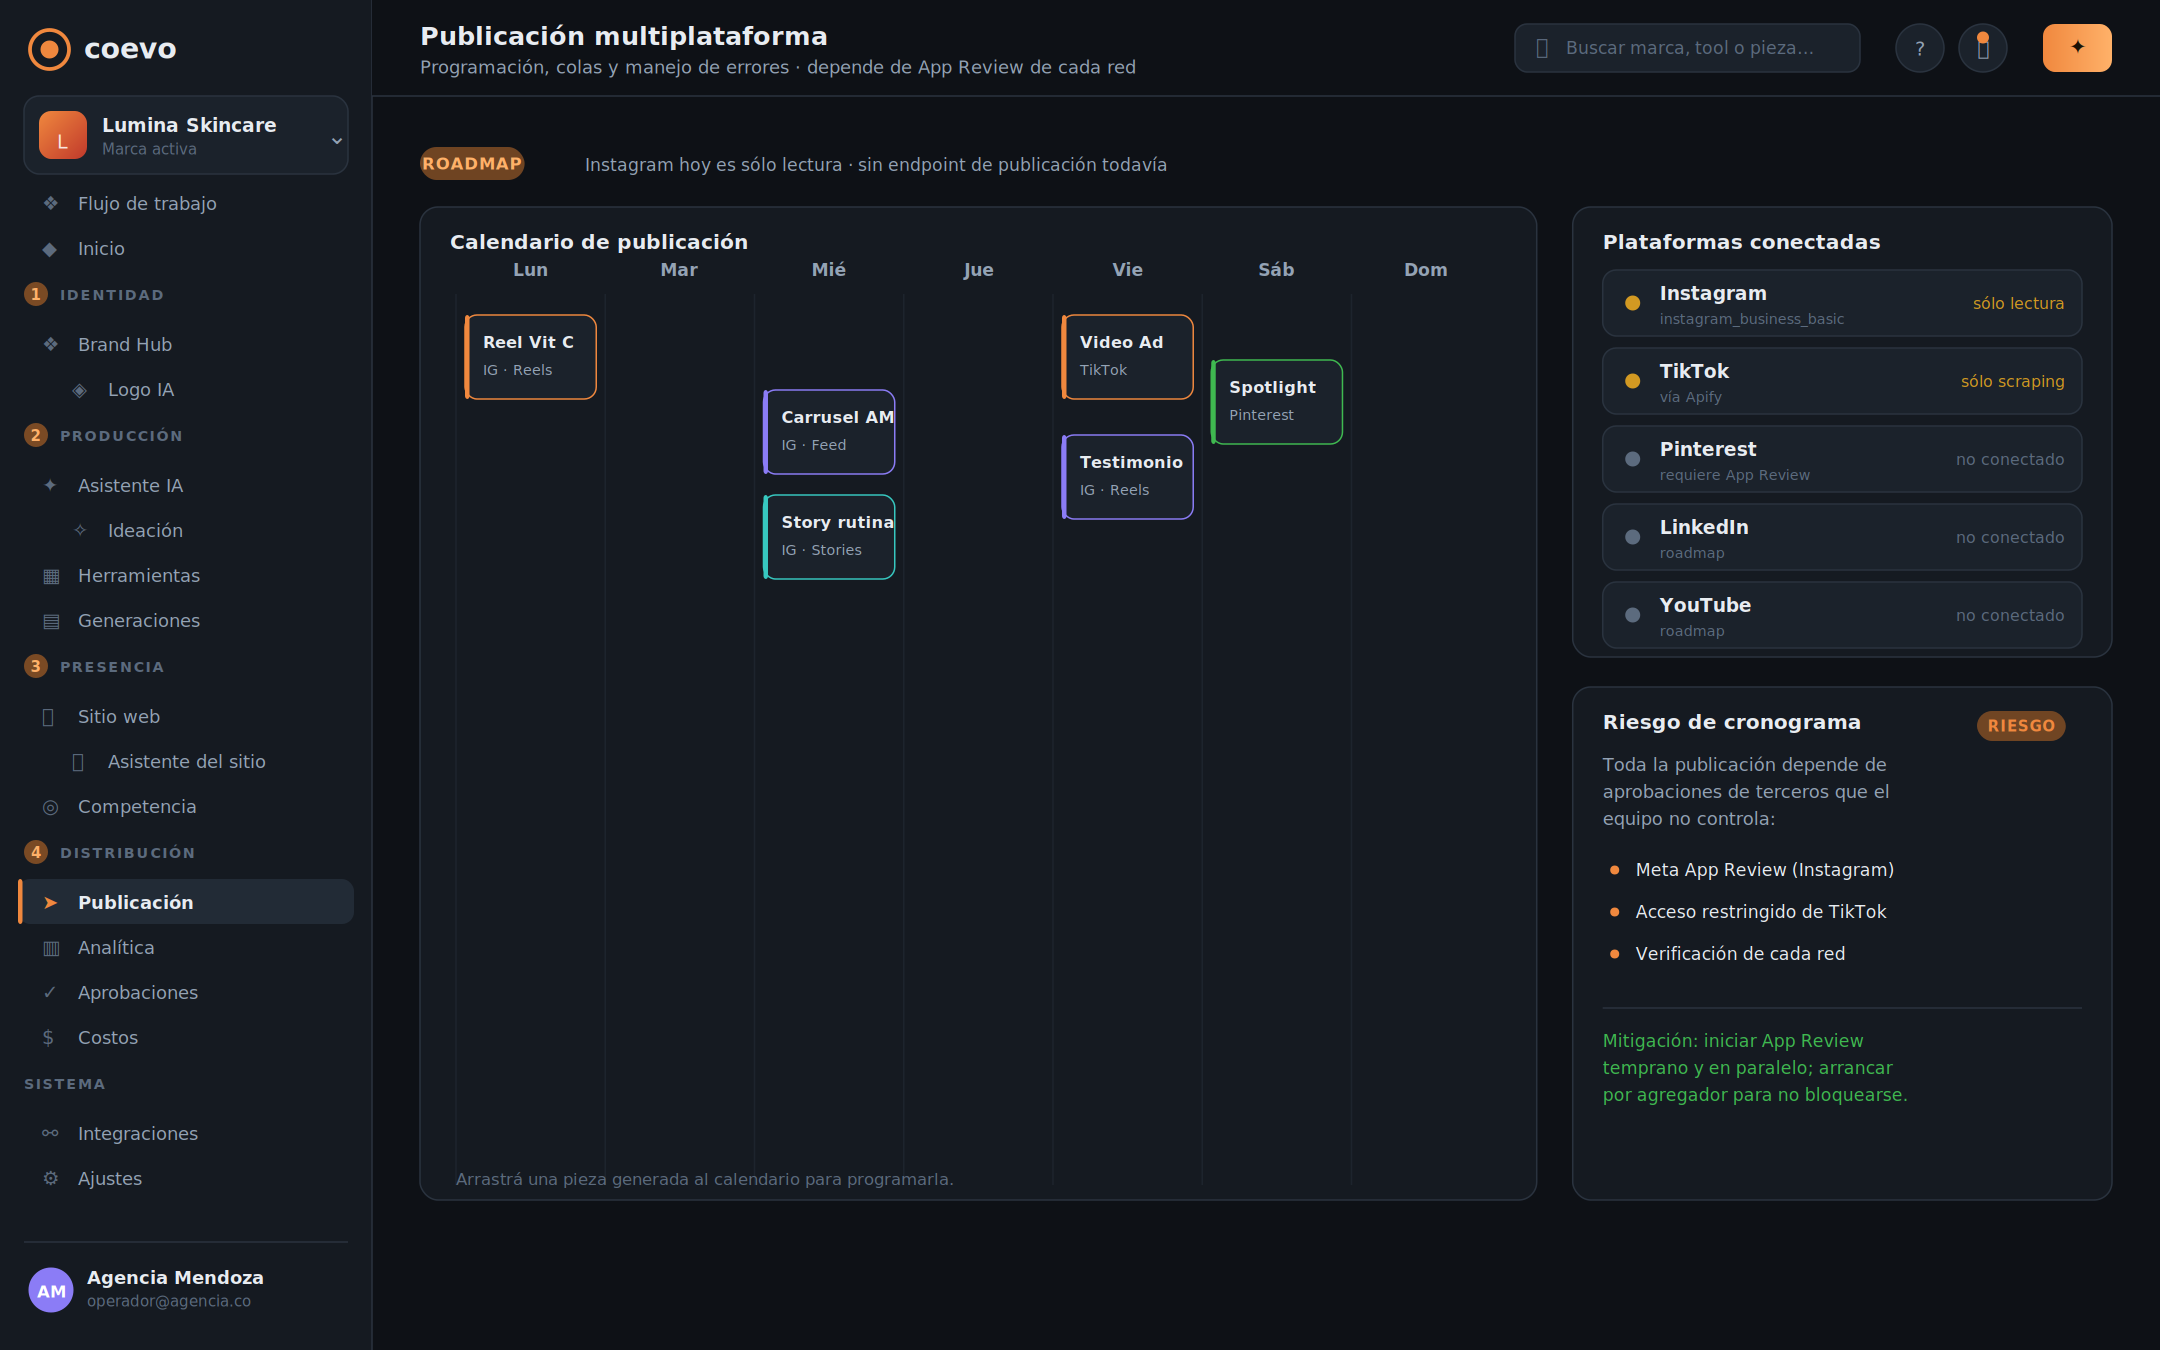 coevo
L
Lumina Skincare
Marca activa
Flujo de trabajo
Inicio
1 IDENTIDAD
Brand Hub
Logo IA
2 PRODUCCIÓN
Asistente IA
Ideación
Herramientas
Generaciones
3 PRESENCIA
Sitio web
Asistente del sitio
Competencia
4 DISTRIBUCIÓN
Publicación
Analítica
Aprobaciones
$ Costos
SISTEMA
Integraciones
Ajustes
AM
Agencia Mendoza
operador@agencia.co
Publicación multiplataforma
Programación, colas y manejo de errores · depende de App Review de cada red
Buscar marca, tool o pieza…
?
ROADMAP
Instagram hoy es sólo lectura · sin endpoint de publicación todavía
Calendario de publicación
Lun Mar Mié Jue Vie Sáb Dom
Reel Vit C
IG · Reels
Carrusel AM
IG · Feed
Story rutina
IG · Stories
Video Ad
TikTok
Testimonio
IG · Reels
Spotlight
Pinterest
Arrastrá una pieza generada al calendario para programarla.
Plataformas conectadas
Instagram
instagram_business_basic
sólo lectura
TikTok
vía Apify
sólo scraping
Pinterest
requiere App Review
no conectado
LinkedIn
roadmap
no conectado
YouTube
roadmap
no conectado
Riesgo de cronograma
RIESGO
Toda la publicación depende de
aprobaciones de terceros que el
equipo no controla:
Meta App Review (Instagram)
Acceso restringido de TikTok
Verificación de cada red
Mitigación: iniciar App Review
temprano y en paralelo; arrancar
por agregador para no bloquearse.